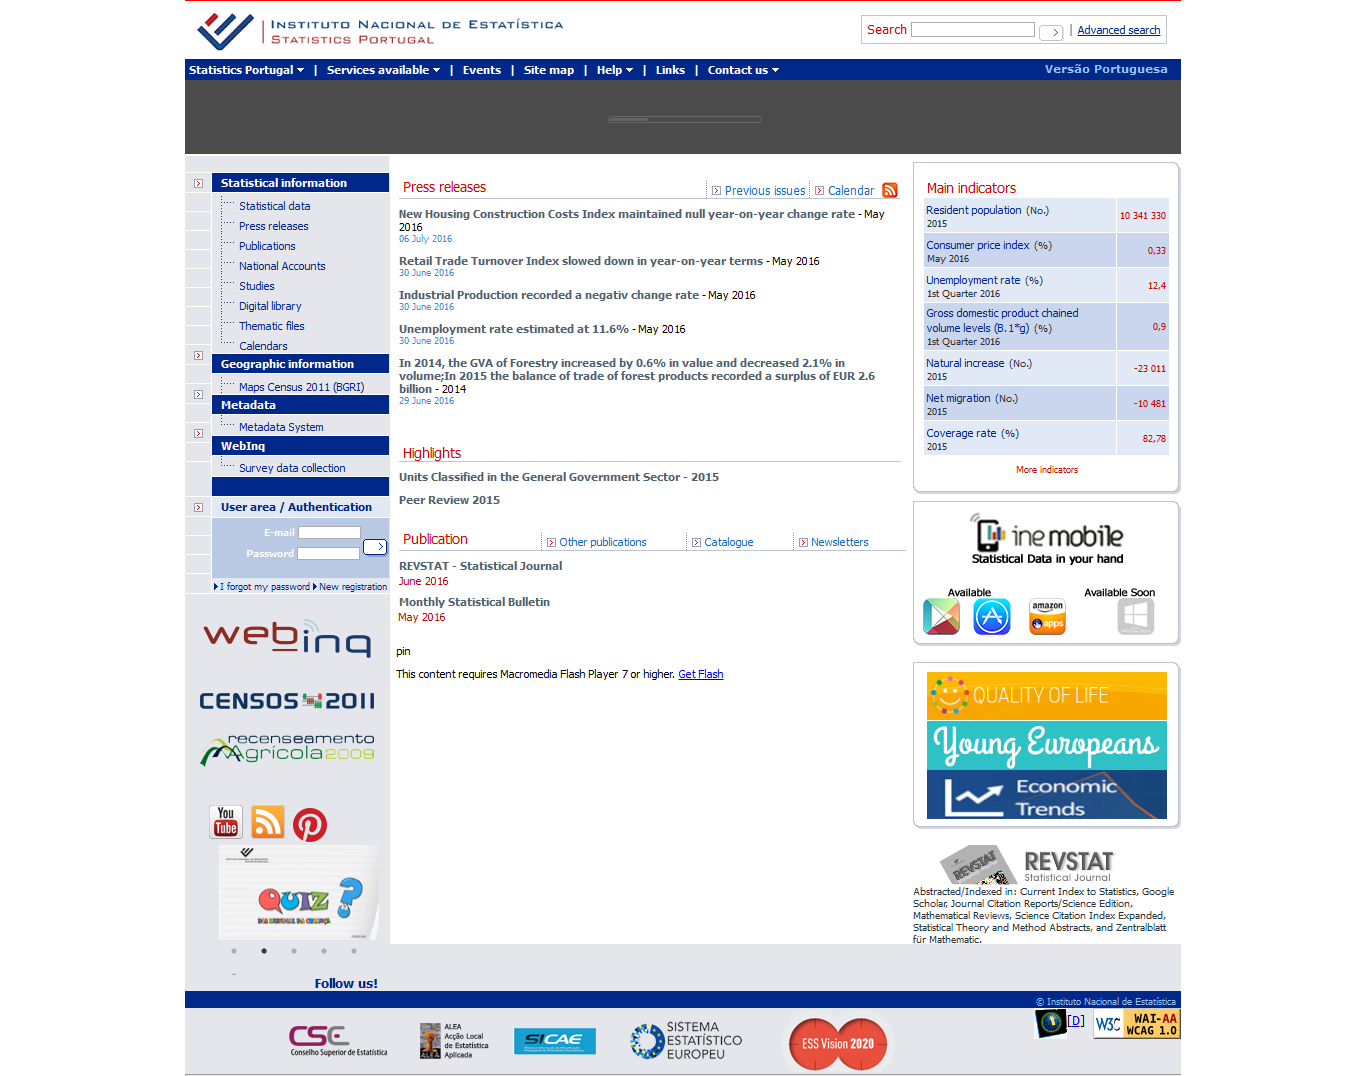 INSTITUTO NACIONAL DE ESTATÍSTICA
STATISTICS PORTUGAL
Search
| Advanced search
Statistics Portugal | Services available | Events | Site map | Help | Links | Contact us
Versão Portuguesa
Statistical information
Statistical data
Press releases
Publications
National Accounts
Studies
Digital library
Thematic files
Calendars
Geographic information
Maps Census 2011 (BGRI)
Metadata
Metadata System
WebInq
Survey data collection
User area / Authentication
E-mail
Password
I forgot my password New registration
webinq
CENSOS 2011
recenseamento
Agrícola 2009
You Tube
QUIZ ?
DIA MUNDIAL DA CRIANÇA
Follow us!
Press releases
Previous issues
Calendar
New Housing Construction Costs Index maintained null year-on-year change rate - May
2016
06 July 2016
Retail Trade Turnover Index slowed down in year-on-year terms - May 2016
30 June 2016
Industrial Production recorded a negativ change rate - May 2016
30 June 2016
Unemployment rate estimated at 11.6% - May 2016
30 June 2016
In 2014, the GVA of Forestry increased by 0.6% in value and decreased 2.1% in
volume;In 2015 the balance of trade of forest products recorded a surplus of EUR 2.6
billion - 2014
29 June 2016
Highlights
Units Classified in the General Government Sector - 2015
Peer Review 2015
Publication
Other publications
Catalogue
Newsletters
REVSTAT - Statistical Journal
June 2016
Monthly Statistical Bulletin
May 2016
pin
This content requires Macromedia Flash Player 7 or higher. Get Flash
Main indicators
Resident population (No.)
2015
10 341 330
Consumer price index (%)
May 2016
0,33
Unemployment rate (%)
1st Quarter 2016
12,4
Gross domestic product chained
volume levels (B.1*g) (%)
1st Quarter 2016
0,9
Natural increase (No.)
2015
-23 011
Net migration (No.)
2015
-10 481
Coverage rate (%)
2015
82,78
More indicators
ine mobile
Statistical Data in your hand
Available
Available Soon
amazon
apps
QUALITY OF LIFE
Young Europeans
Economic
Trends
REVSTAT
REVSTAT
Statistical Journal
Abstracted/Indexed in: Current Index to Statistics, Google
Scholar, Journal Citation Reports/Science Edition,
Mathematical Reviews, Science Citation Index Expanded,
Statistical Theory and Method Abstracts, and Zentralblatt
für Mathematic.
© Instituto Nacional de Estatística
CSE
Conselho Superior de Estatística
ALEA
ALEA
Acção Local
de Estatística
Aplicada
SICAE
SISTEMA
ESTATÍSTICO
EUROPEU
ESS Vision 2020
[D]
W3C WAI-AA
WCAG 1.0